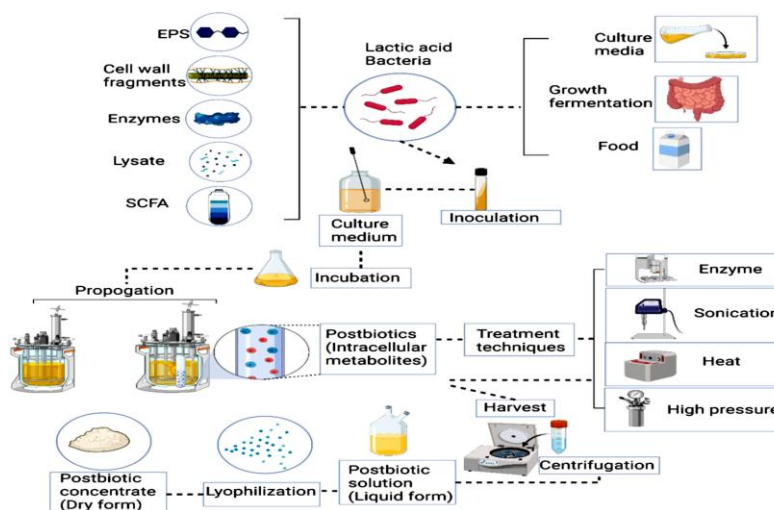 EPS
Cell wall
fragments
Enzymes
Lysate
SCFA
Lactic acid
Bacteria
Culture
media
Growth
fermentation
Food
Culture
medium
Inoculation
Incubation
Propogation
Postbiotics
(Intracellular
metabolites)
Treatment
techniques
Enzyme
Sonication
Heat
High pressure
Harvest
Centrifugation
Postbiotic
solution
(Liquid form)
Lyophilization
Postbiotic
concentrate
(Dry form)